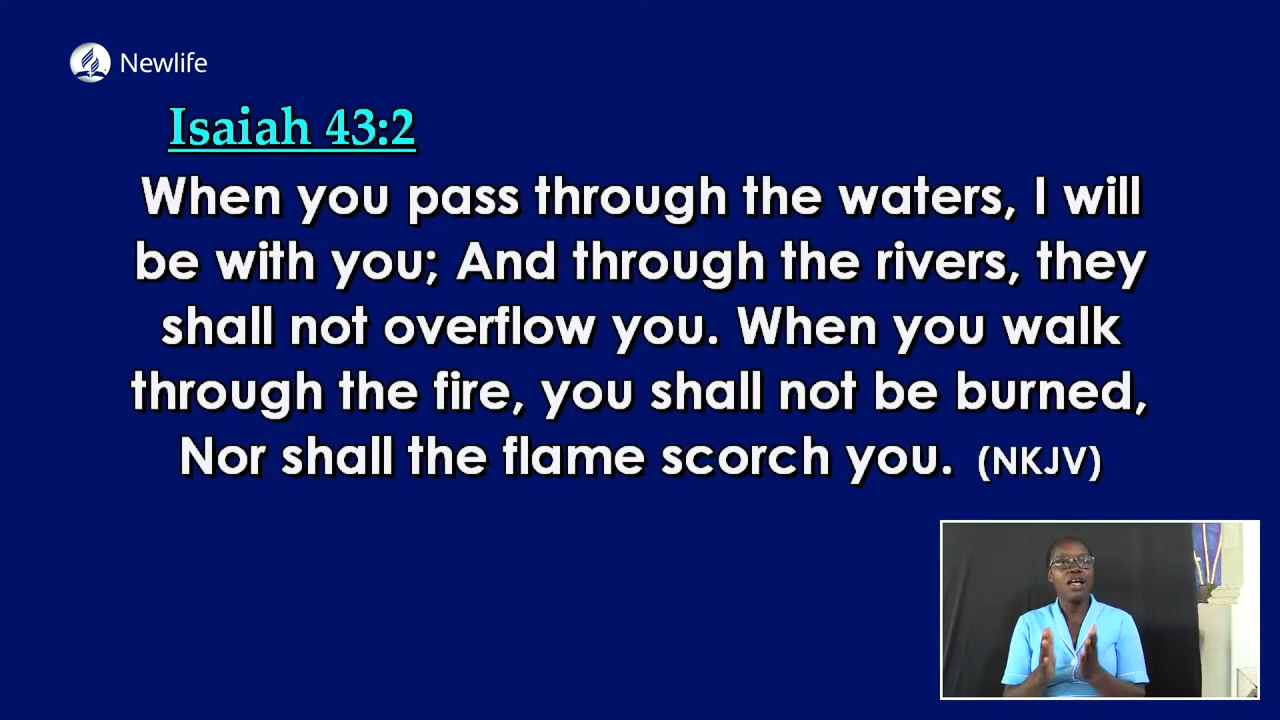 Newlife
Isaiah 43:2
When you pass through the waters, I will
be with you; And through the rivers, they
shall not overflow you. When you walk
through the fire, you shall not be burned,
Nor shall the flame scorch you. (NKJV)